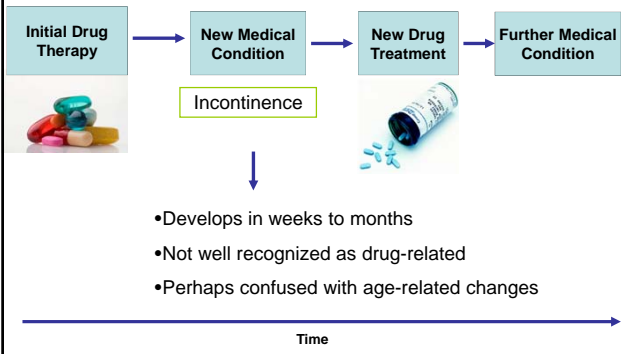 Initial Drug
Therapy
New Medical
Condition
New Drug
Treatment
Further Medical
Condition
Incontinence
•Develops in weeks to months
•Not well recognized as drug-related
•Perhaps confused with age-related changes
Time